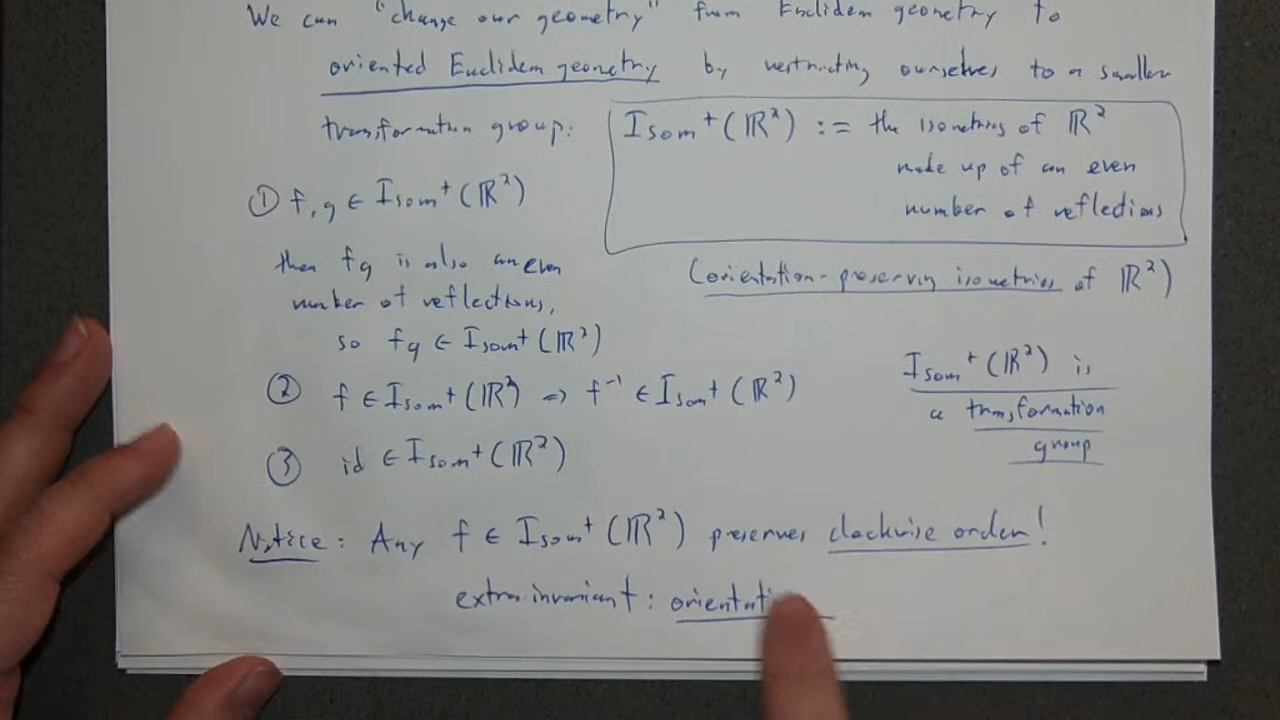 We can "change our geometry" from Euclidean geometry to
oriented Euclidean geometry by restricting ourselves to a smaller
transformation group:
Isom⁺(ℝ²) := the isometries of ℝ²
made up of an even
number of reflections
(orientation-preserving isometries of ℝ²)
① f, g ∈ Isom⁺(ℝ²)
then fg is also an even
number of reflections,
so fg ∈ Isom⁺(ℝ²)
② f ∈ Isom⁺(ℝ²) ⇒ f⁻¹ ∈ Isom⁺(ℝ²)
③ id ∈ Isom⁺(ℝ²)
Isom⁺(ℝ²) is
a transformation
group
Notice: Any f ∈ Isom⁺(ℝ²) preserves clockwise order!
extra invariant: orientati